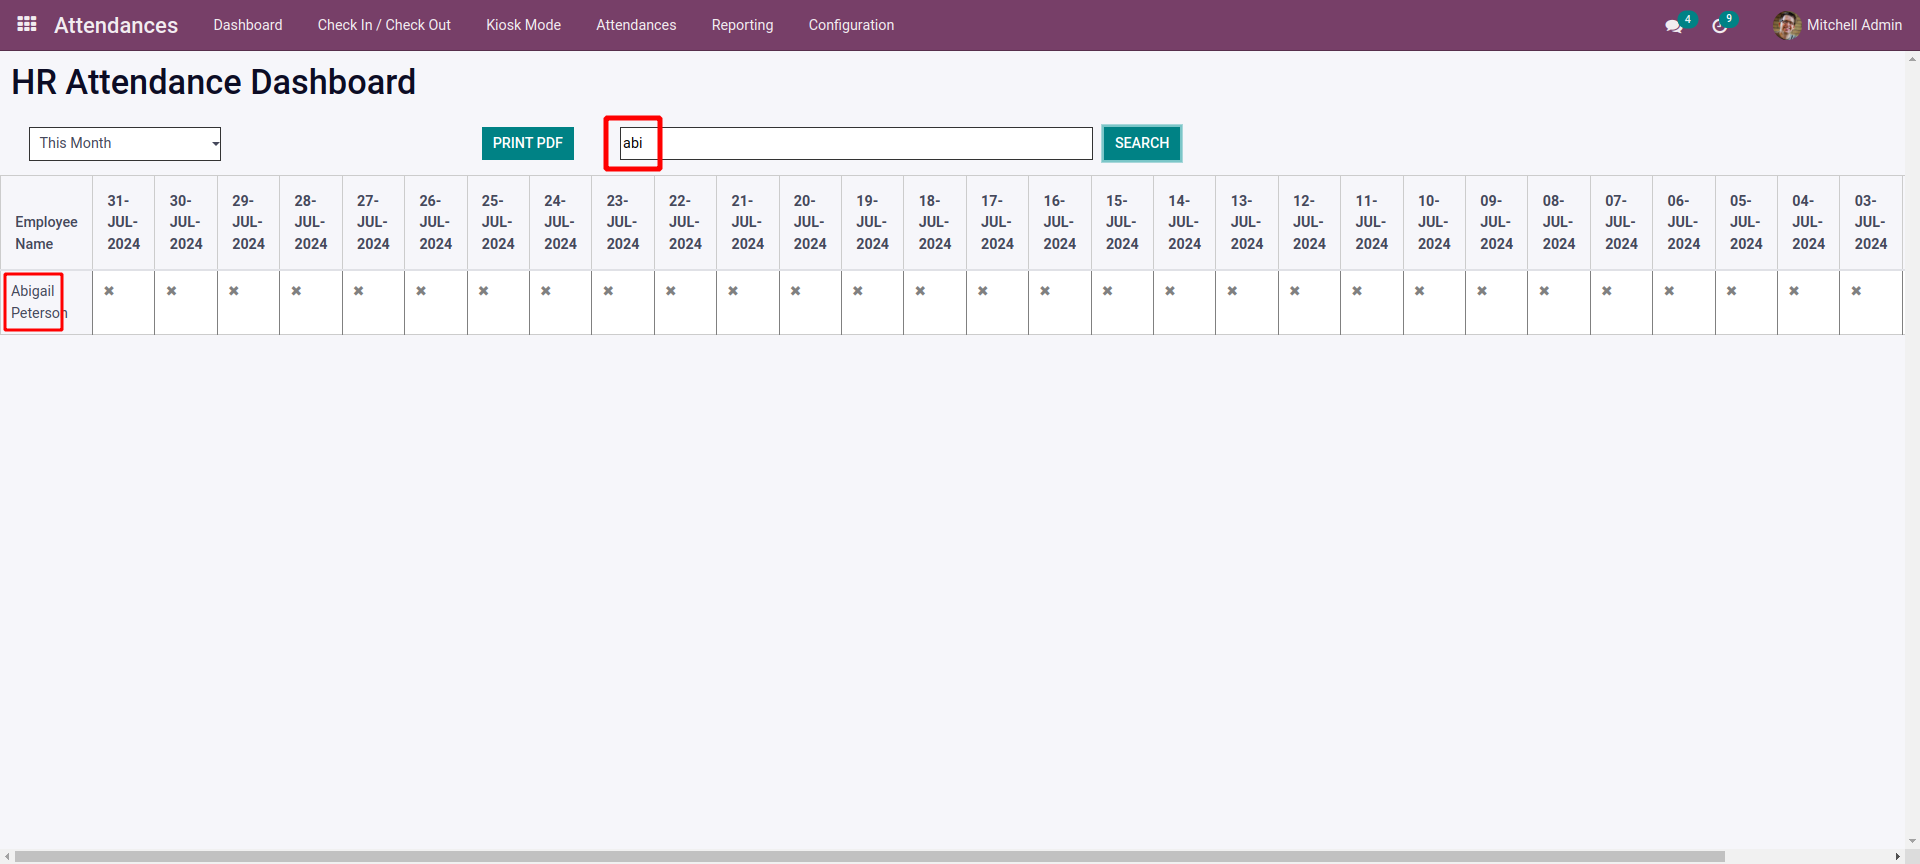 Attendances Dashboard Check In / Check Out Kiosk Mode Attendances Reporting Configuration 4 9 Mitchell Admin
HR Attendance Dashboard
This Month PRINT PDF abi SEARCH
31- 30- 29- 28- 27- 26- 25- 24- 23- 22- 21- 20- 19- 18- 17- 16- 15- 14- 13- 12- 11- 10- 09- 08- 07- 06- 05- 04- 03-
Employee JUL- JUL- JUL- JUL- JUL- JUL- JUL- JUL- JUL- JUL- JUL- JUL- JUL- JUL- JUL- JUL- JUL- JUL- JUL- JUL- JUL- JUL- JUL- JUL- JUL- JUL- JUL- JUL- JUL-
Name 2024 2024 2024 2024 2024 2024 2024 2024 2024 2024 2024 2024 2024 2024 2024 2024 2024 2024 2024 2024 2024 2024 2024 2024 2024 2024 2024 2024 2024
Abigail ✖ ✖ ✖ ✖ ✖ ✖ ✖ ✖ ✖ ✖ ✖ ✖ ✖ ✖ ✖ ✖ ✖ ✖ ✖ ✖ ✖ ✖ ✖ ✖ ✖ ✖ ✖ ✖ ✖
Peterson